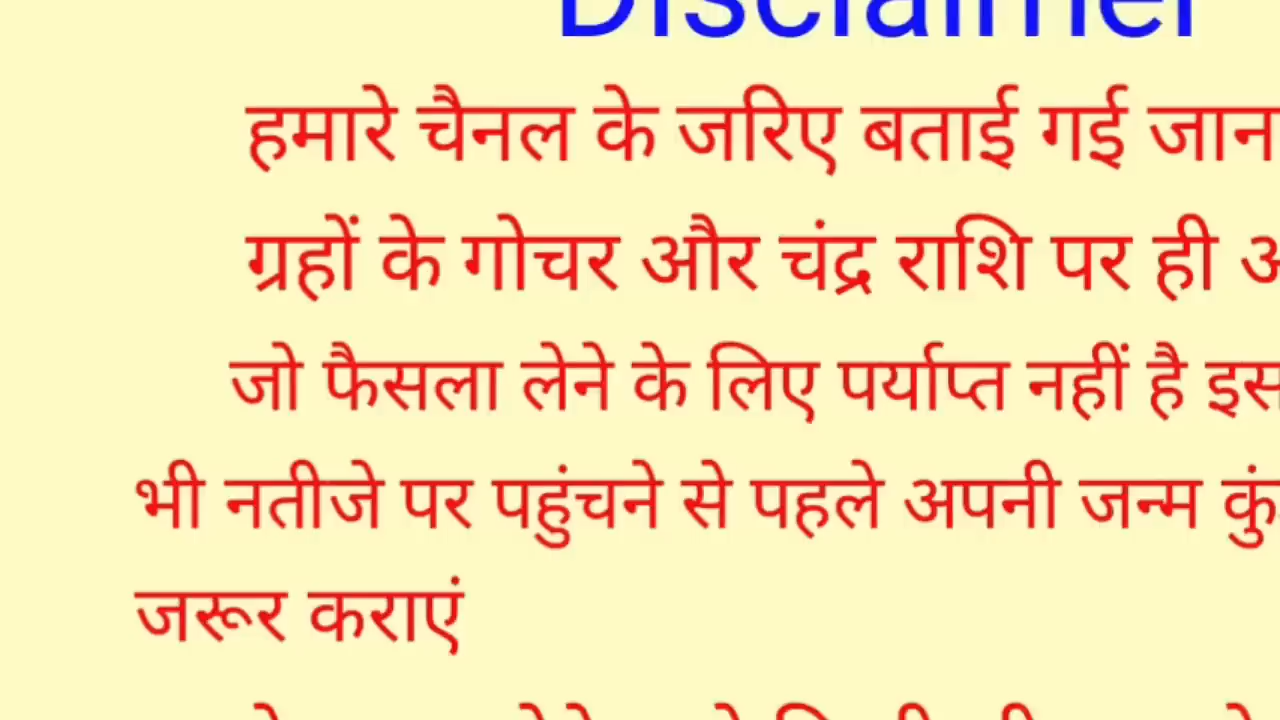 Disclaimer
हमारे चैनल के जरिए बताई गई जान
ग्रहों के गोचर और चंद्र राशि पर ही अ
जो फैसला लेने के लिए पर्याप्त नहीं है इस
भी नतीजे पर पहुंचने से पहले अपनी जन्म कुं
जरूर कराएं